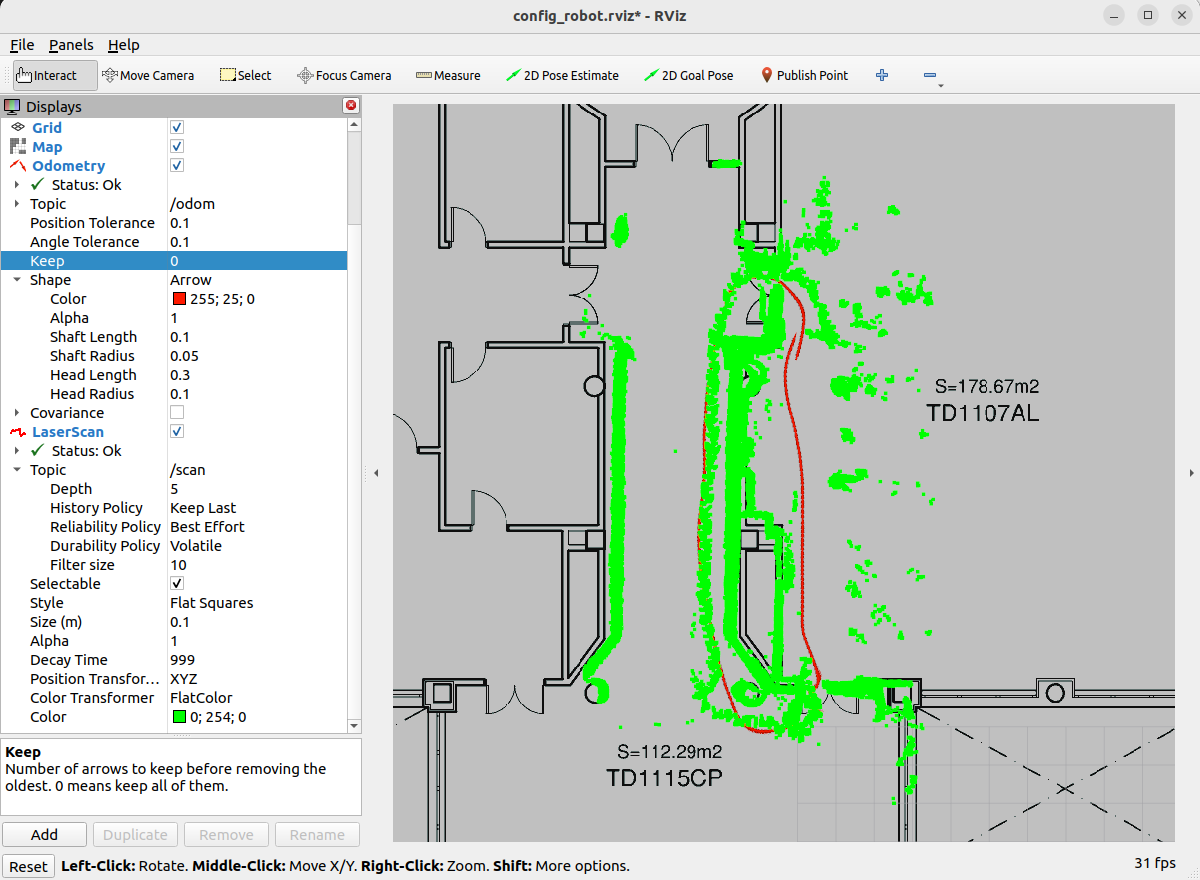 config_robot.rviz* - RViz
File Panels Help
Interact Move Camera Select Focus Camera Measure 2D Pose Estimate 2D Goal Pose Publish Point
Displays
Grid
Map
Odometry
Status: Ok
Topic /odom
Position Tolerance 0.1
Angle Tolerance 0.1
Keep 0
Shape Arrow
Color 255; 25; 0
Alpha 1
Shaft Length 0.1
Shaft Radius 0.05
Head Length 0.3
Head Radius 0.1
Covariance
LaserScan
Status: Ok
Topic /scan
Depth 5
History Policy Keep Last
Reliability Policy Best Effort
Durability Policy Volatile
Filter size 10
Selectable
Style Flat Squares
Size (m) 0.1
Alpha 1
Decay Time 999
Position Transfor... XYZ
Color Transformer FlatColor
Color 0; 254; 0
Keep
Number of arrows to keep before removing the
oldest. 0 means keep all of them.
Add Duplicate Remove Rename
Reset Left-Click: Rotate. Middle-Click: Move X/Y. Right-Click: Zoom. Shift: More options.
31 fps
S=178.67m2
TD1107AL
S=112.29m2
TD1115CP